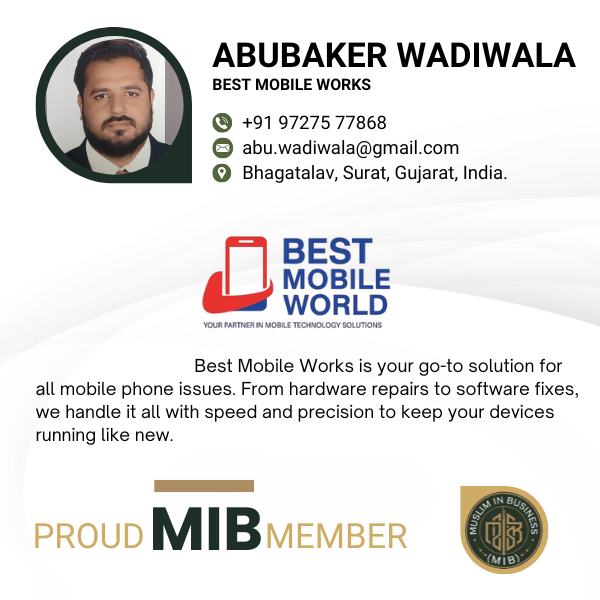 ABUBAKER WADIWALA
BEST MOBILE WORKS
+91 97275 77868
abu.wadiwala@gmail.com
Bhagatalav, Surat, Gujarat, India.
BEST
MOBILE
WORLD
YOUR PARTNER IN MOBILE TECHNOLOGY SOLUTIONS
Best Mobile Works is your go-to solution for
all mobile phone issues. From hardware repairs to software fixes,
we handle it all with speed and precision to keep your devices
running like new.
PROUD MIB MEMBER
MUSLIM IN BUSINESS
(MIB)